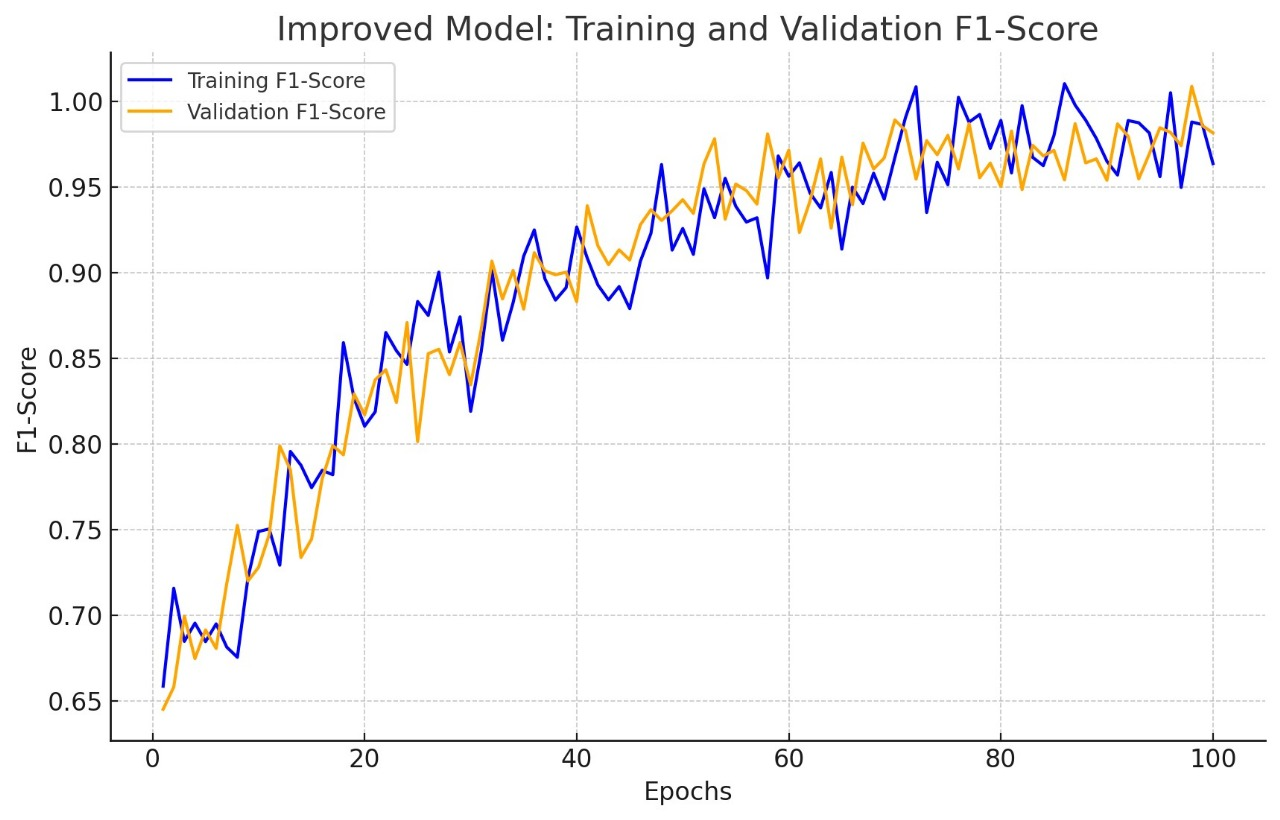 Improved Model: Training and Validation F1-Score
Training F1-Score
Validation F1-Score
1.00
0.95
0.90
0.85
0.80
0.75
0.70
0.65
F1-Score
0 20 40 60 80 100
Epochs